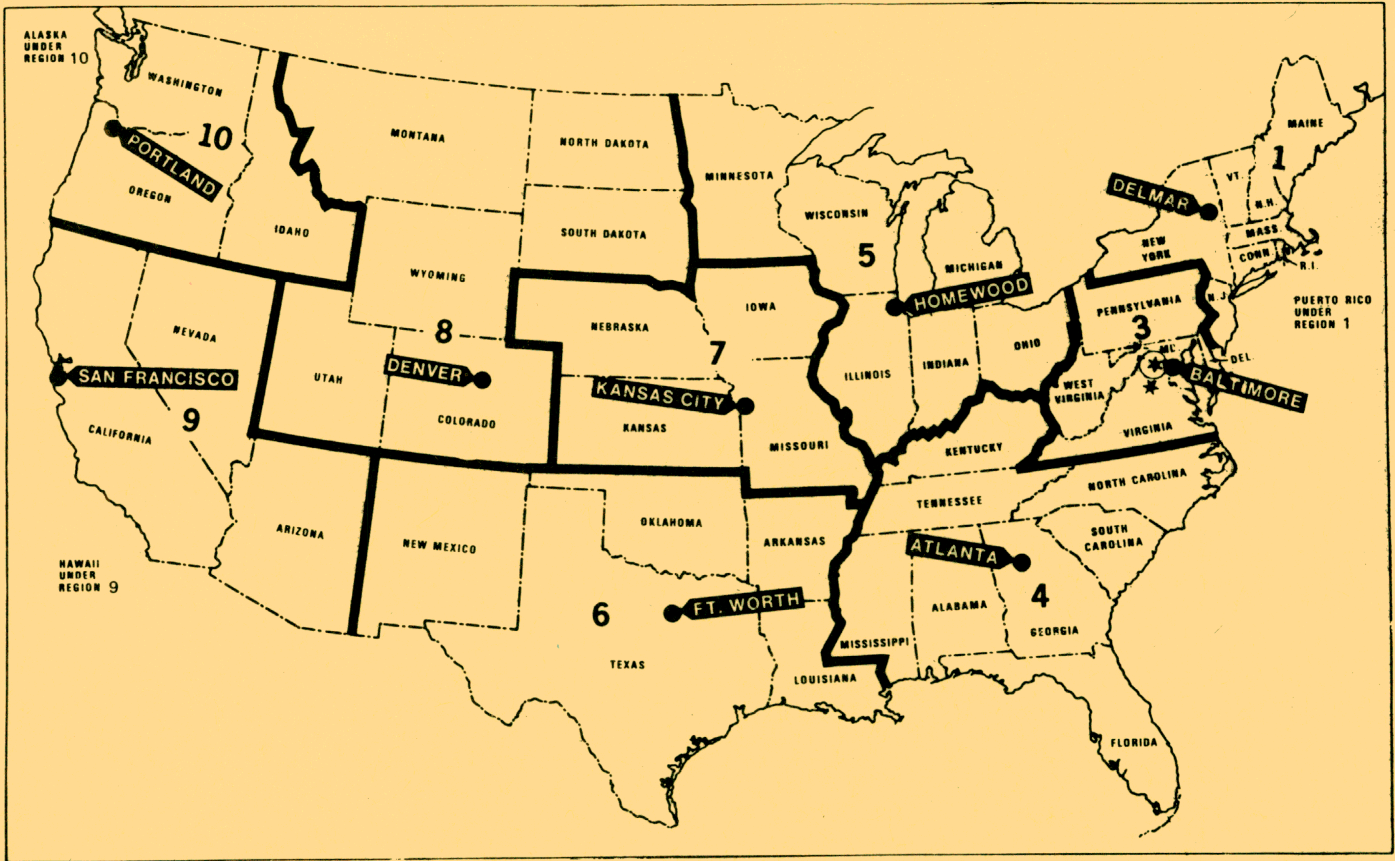 ALASKA
UNDER
REGION 10
WASHINGTON
10
PORTLAND
OREGON
IDAHO
MONTANA
NORTH DAKOTA
SOUTH DAKOTA
WYOMING
MINNESOTA
WISCONSIN
5
MICHIGAN
HOMEWOOD
MAINE
1
VT.
N.H.
DELMAR
MASS.
NEW
YORK
CONN.
R.I.
PUERTO RICO
UNDER
REGION 1
NEVADA
SAN FRANCISCO
9
CALIFORNIA
UTAH
8
DENVER
COLORADO
NEBRASKA
IOWA
7
KANSAS CITY
KANSAS
MISSOURI
ILLINOIS
INDIANA
OHIO
PENNSYLVANIA
N.J.
3
MD.
DEL.
BALTIMORE
WEST
VIRGINIA
VIRGINIA
KENTUCKY
NORTH CAROLINA
TENNESSEE
SOUTH
CAROLINA
ARIZONA
NEW MEXICO
OKLAHOMA
ARKANSAS
ATLANTA
4
GEORGIA
ALABAMA
HAWAII
UNDER
REGION 9
6
FT. WORTH
TEXAS
MISSISSIPPI
LOUISIANA
FLORIDA